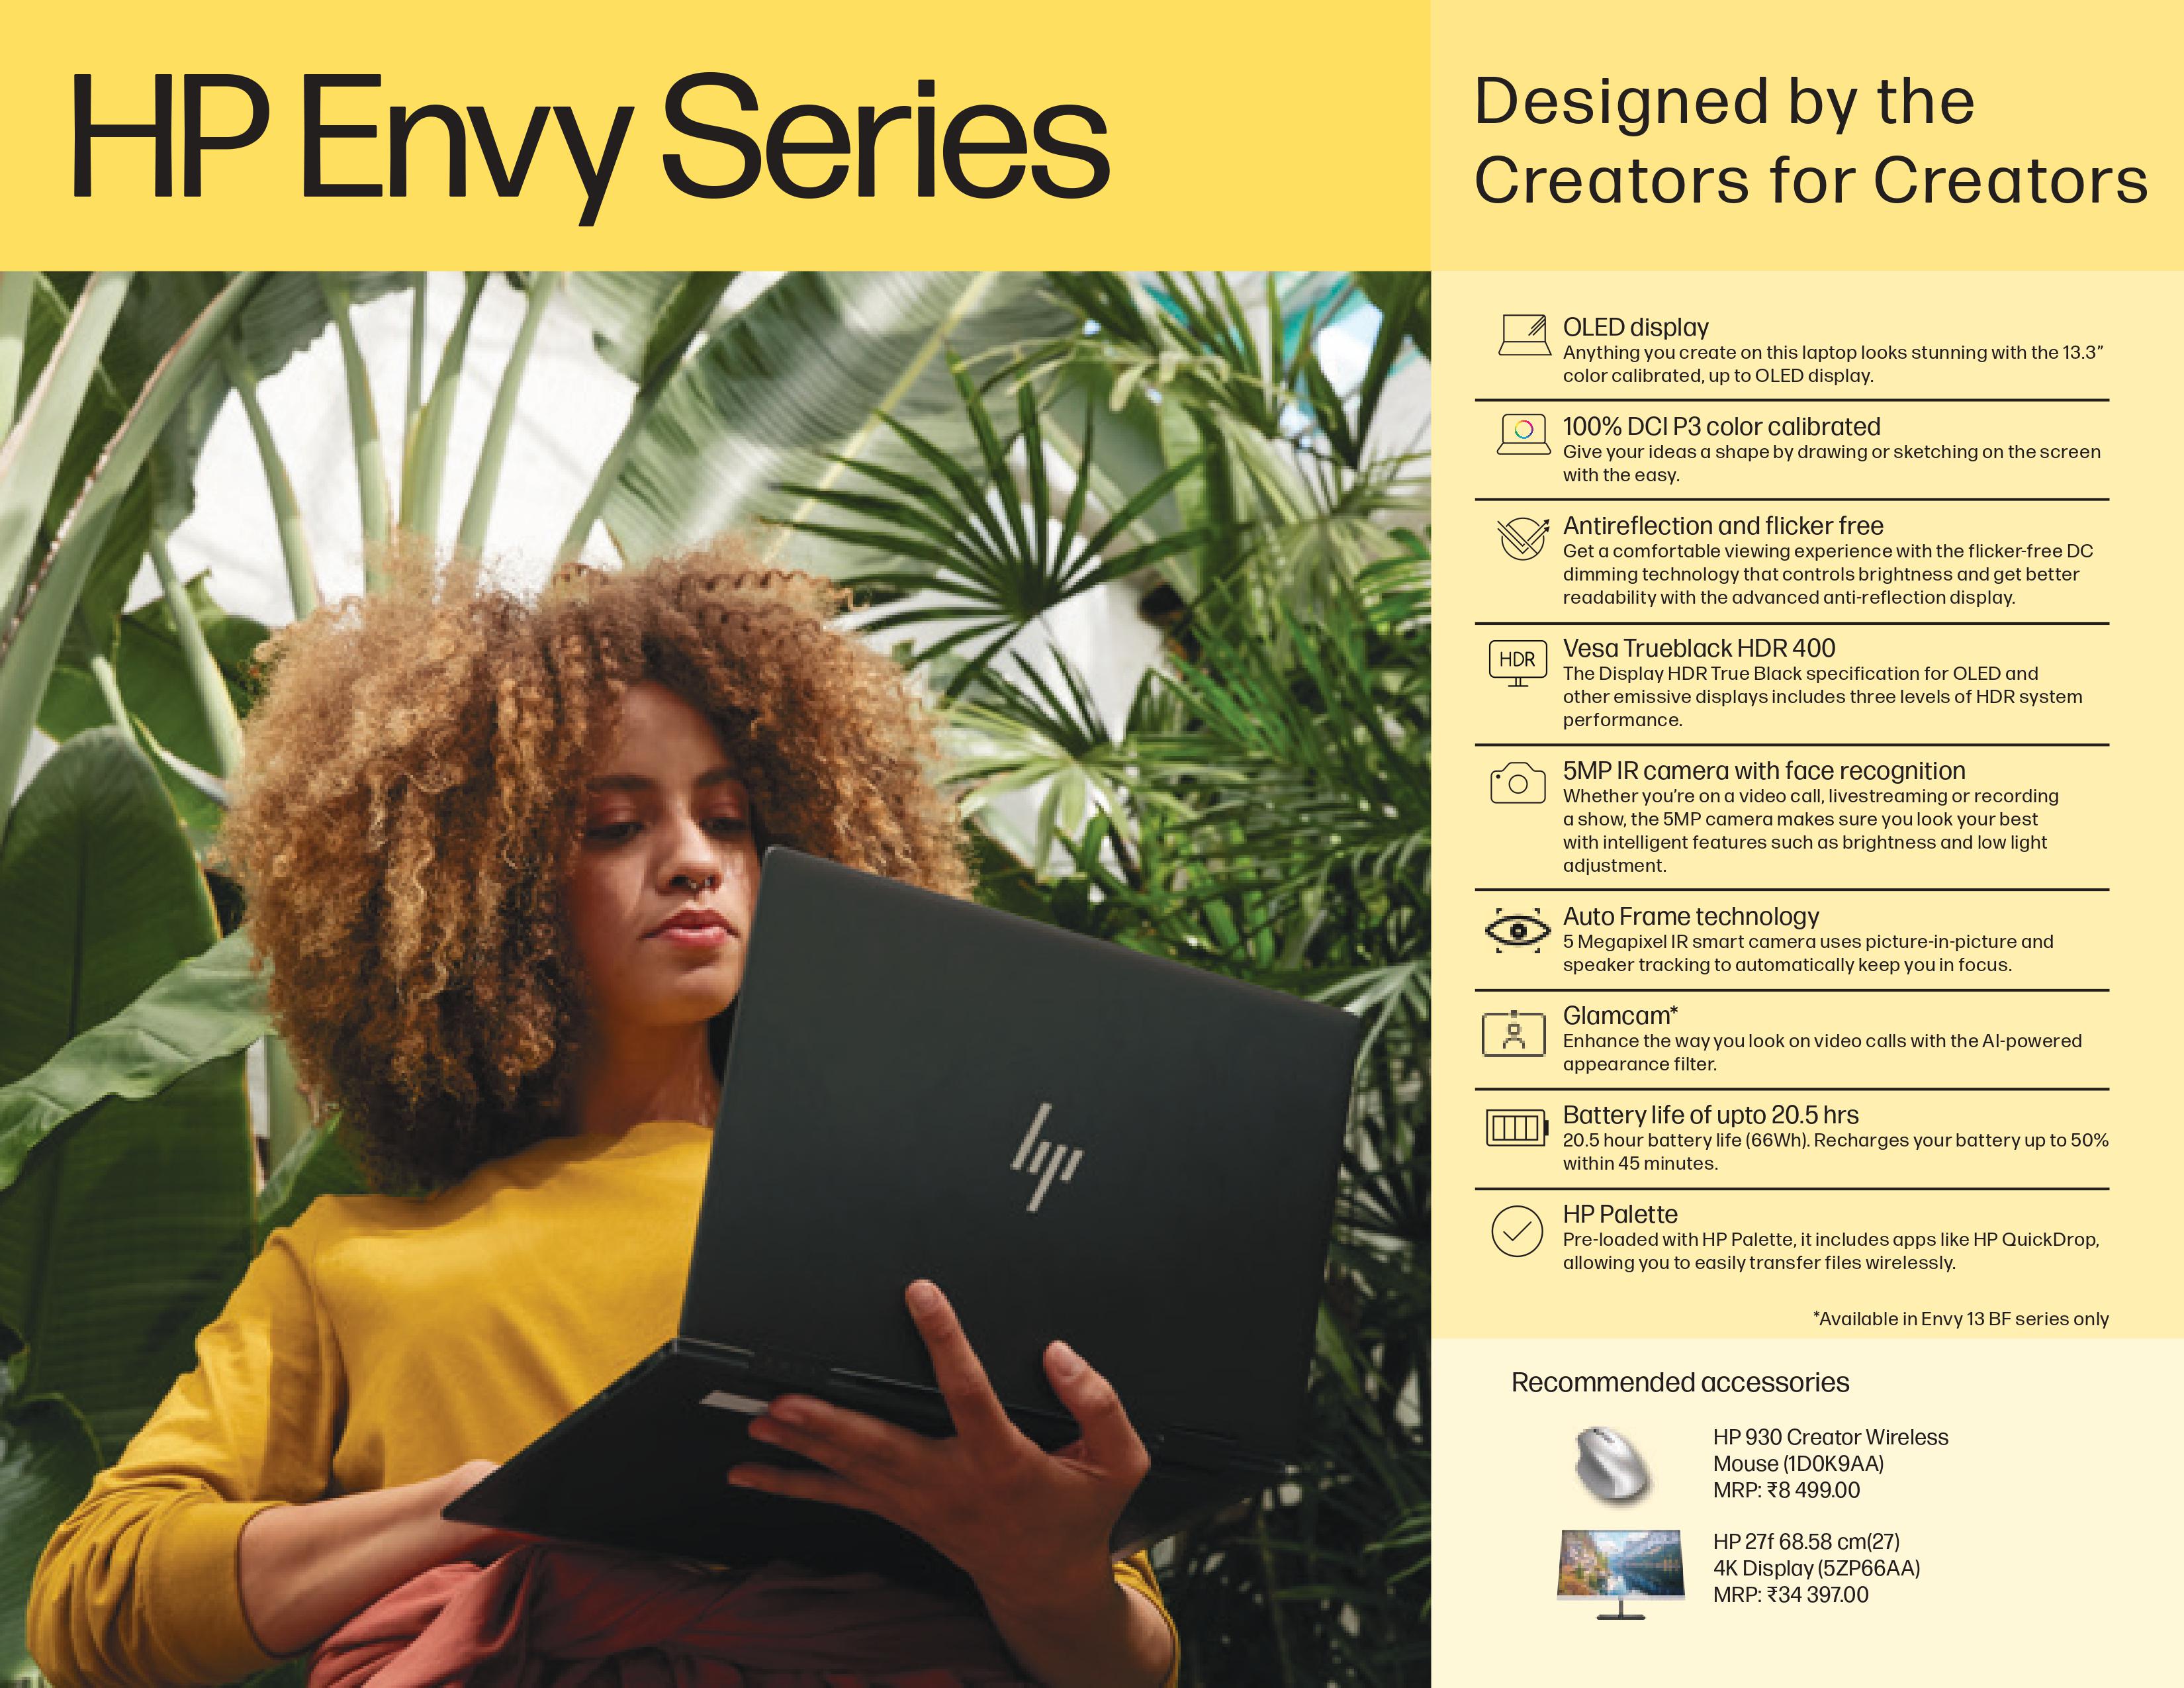 HP Envy Series
Designed by the
Creators for Creators
OLED display
Anything you create on this laptop looks stunning with the 13.3”
color calibrated, up to OLED display.
100% DCI P3 color calibrated
Give your ideas a shape by drawing or sketching on the screen
with the easy.
Antireflection and flicker free
Get a comfortable viewing experience with the flicker-free DC
dimming technology that controls brightness and get better
readability with the advanced anti-reflection display.
HDR
Vesa Trueblack HDR 400
The Display HDR True Black specification for OLED and
other emissive displays includes three levels of HDR system
performance.
5MP IR camera with face recognition
Whether you’re on a video call, livestreaming or recording
a show, the 5MP camera makes sure you look your best
with intelligent features such as brightness and low light
adjustment.
Auto Frame technology
5 Megapixel IR smart camera uses picture-in-picture and
speaker tracking to automatically keep you in focus.
Glamcam*
Enhance the way you look on video calls with the AI-powered
appearance filter.
Battery life of upto 20.5 hrs
20.5 hour battery life (66Wh). Recharges your battery up to 50%
within 45 minutes.
HP Palette
Pre-loaded with HP Palette, it includes apps like HP QuickDrop,
allowing you to easily transfer files wirelessly.
*Available in Envy 13 BF series only
hp
Recommended accessories
HP 930 Creator Wireless
Mouse (1D0K9AA)
MRP: ₹8 499.00
HP 27f 68.58 cm(27)
4K Display (5ZP66AA)
MRP: ₹34 397.00